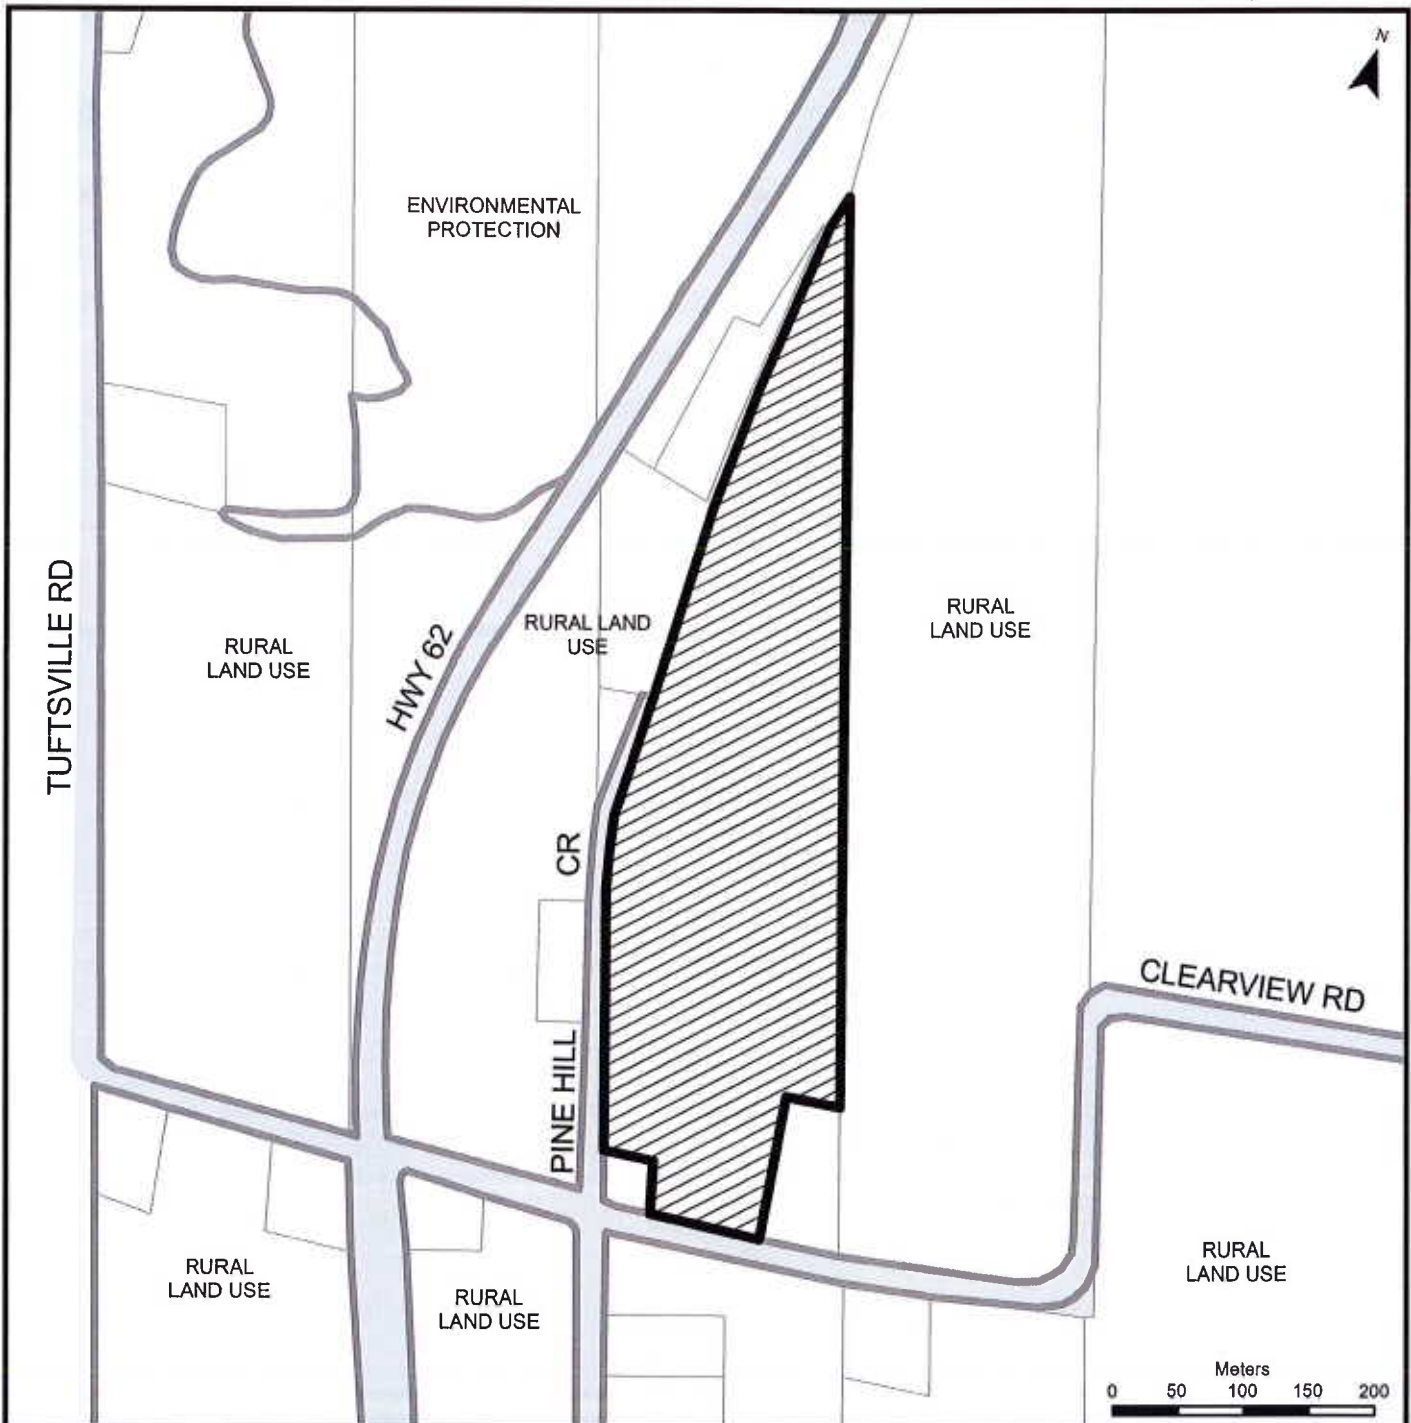 N
ENVIRONMENTAL
PROTECTION
TUFTSVILLE RD
RURAL
LAND USE
HWY 62
RURAL LAND
USE
RURAL
LAND USE
PINE HILL CR
CLEARVIEW RD
RURAL
LAND USE
RURAL
LAND USE
RURAL
LAND USE
Meters
0 50 100 150 200